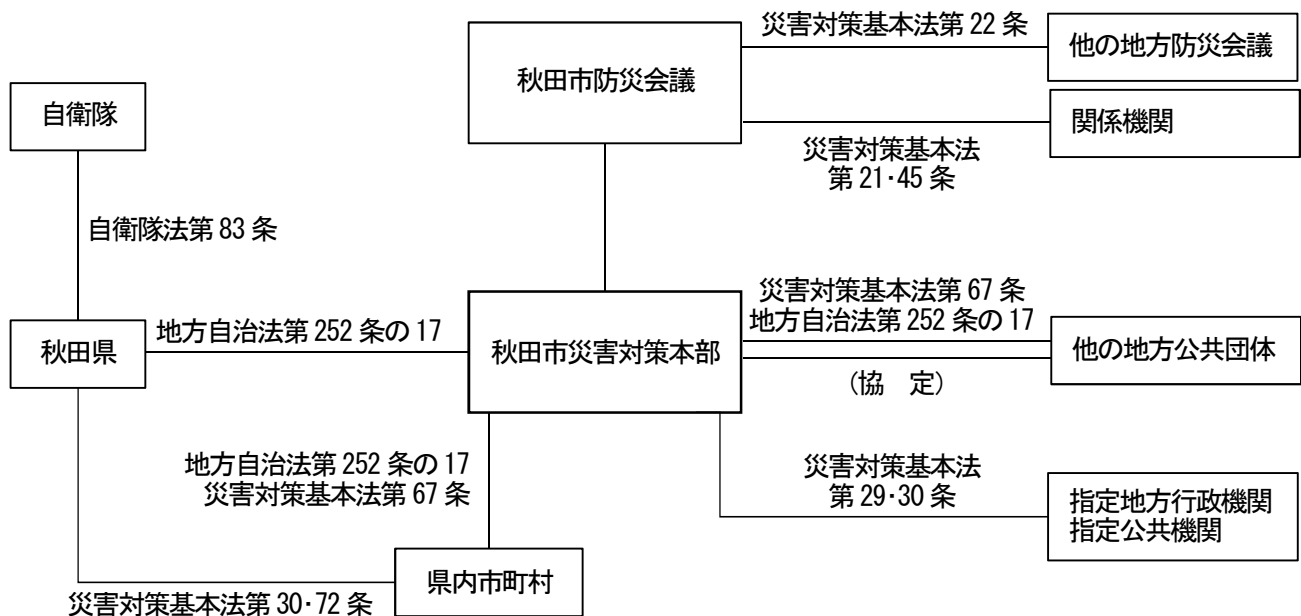 災害対策基本法第22条
他の地方防災会議
秋田市防災会議
自衛隊
関係機関
災害対策基本法
第21・45条
自衛隊法第83条
災害対策基本法第67条
地方自治法第252条の17
秋田県
地方自治法第252条の17
秋田市災害対策本部
他の地方公共団体
（協　定）
地方自治法第252条の17
災害対策基本法第67条
災害対策基本法
第29・30条
指定地方行政機関
指定公共機関
県内市町村
災害対策基本法第30・72条